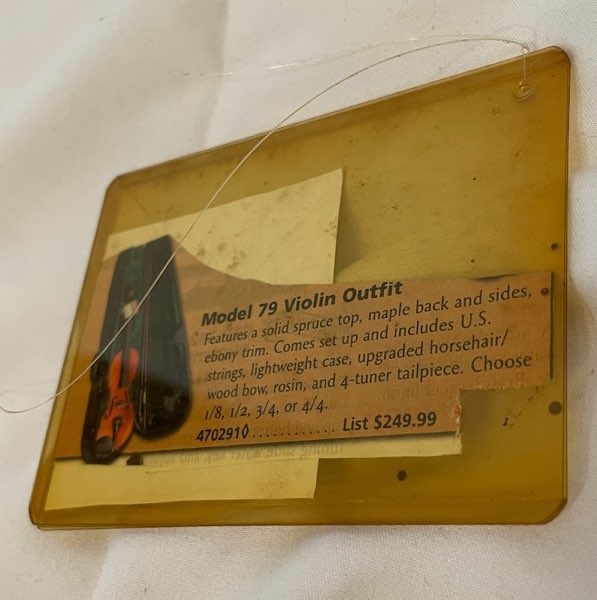 Model 79 Violin Outfit
Features a solid spruce top, maple back and sides,
ebony trim. Comes set up and includes U.S.
strings, lightweight case, upgraded horsehair/
wood bow, rosin, and 4-tuner tailpiece. Choose
1/8, 1/2, 3/4, or 4/4.
4702910 ............ List $249.99